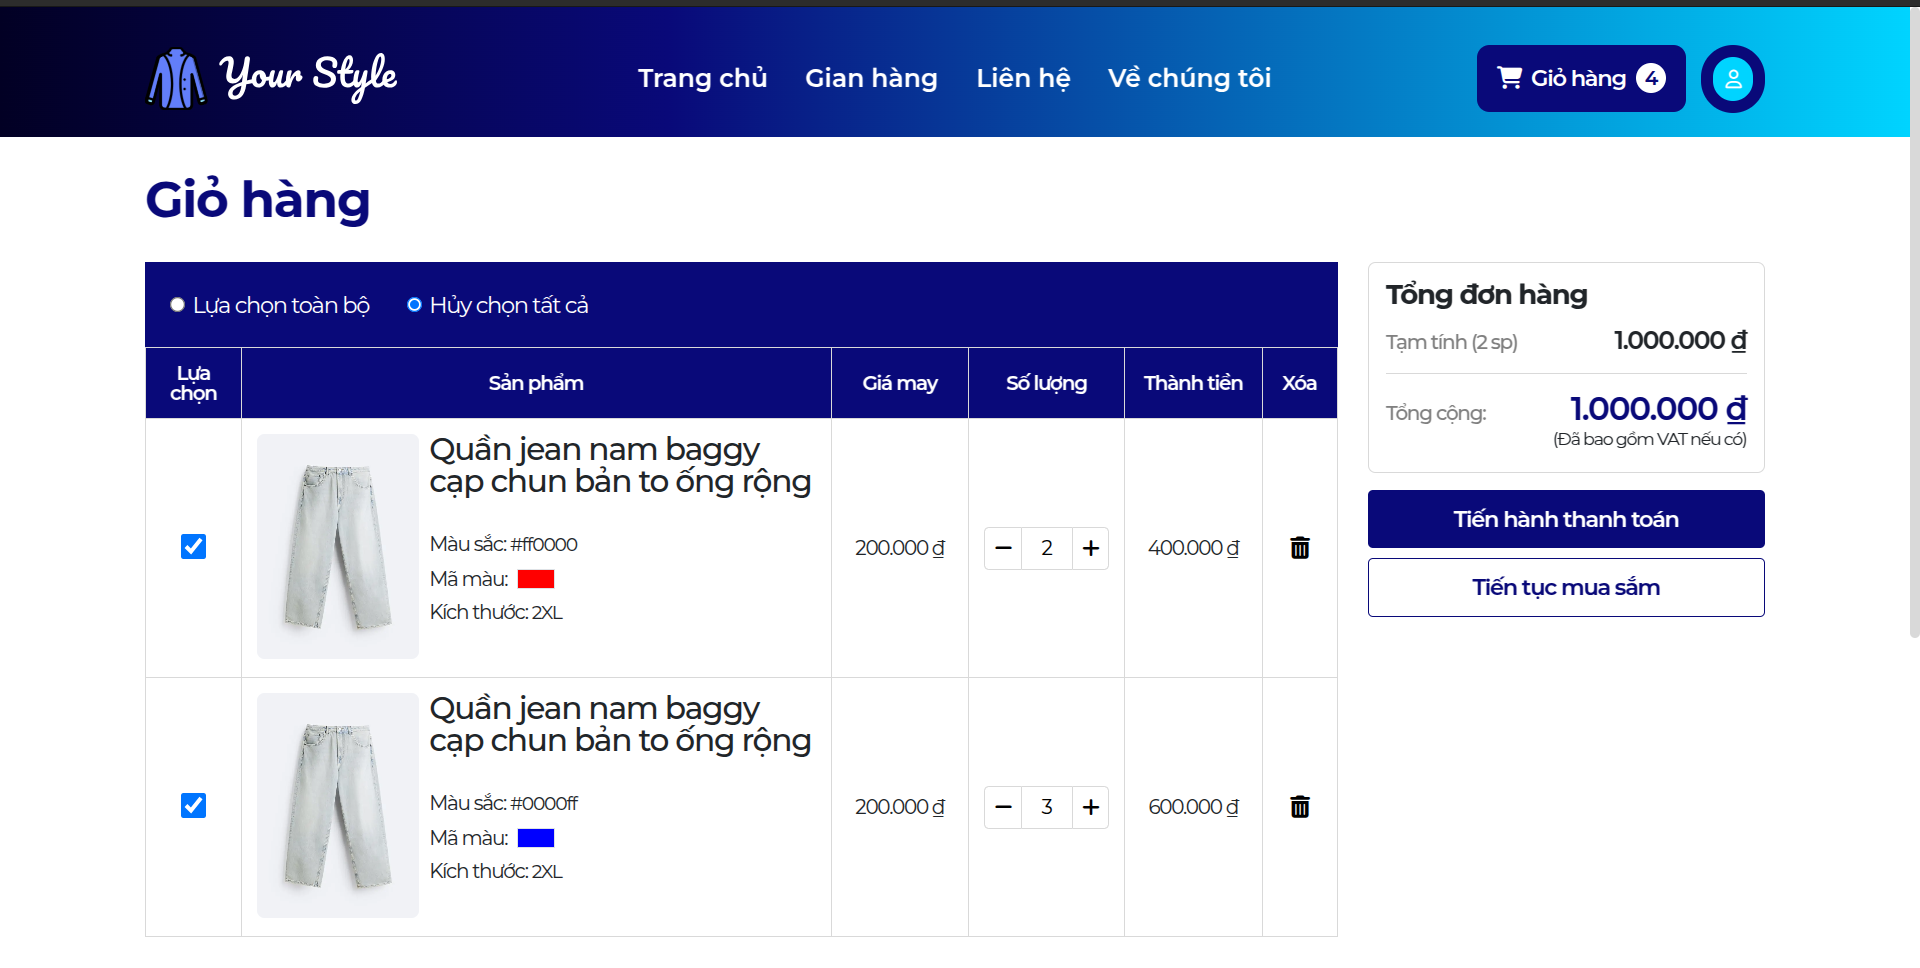 Your Style
Trang chủ
Gian hàng
Liên hệ
Về chúng tôi
Giỏ hàng 4
Giỏ hàng
Lựa chọn toàn bộ
Hủy chọn tất cả
Lựa
chọn
Sản phẩm
Giá may
Số lượng
Thành tiền
Xóa
Quần jean nam baggy
cạp chun bản to ống rộng
Màu sắc: #ff0000
Mã màu:
Kích thước: 2XL
200.000 ₫
2
400.000 ₫
Quần jean nam baggy
cạp chun bản to ống rộng
Màu sắc: #0000ff
Mã màu:
Kích thước: 2XL
200.000 ₫
3
600.000 ₫
Tổng đơn hàng
Tạm tính (2 sp)
1.000.000 ₫
Tổng cộng:
1.000.000 ₫
(Đã bao gồm VAT nếu có)
Tiến hành thanh toán
Tiến tục mua sắm